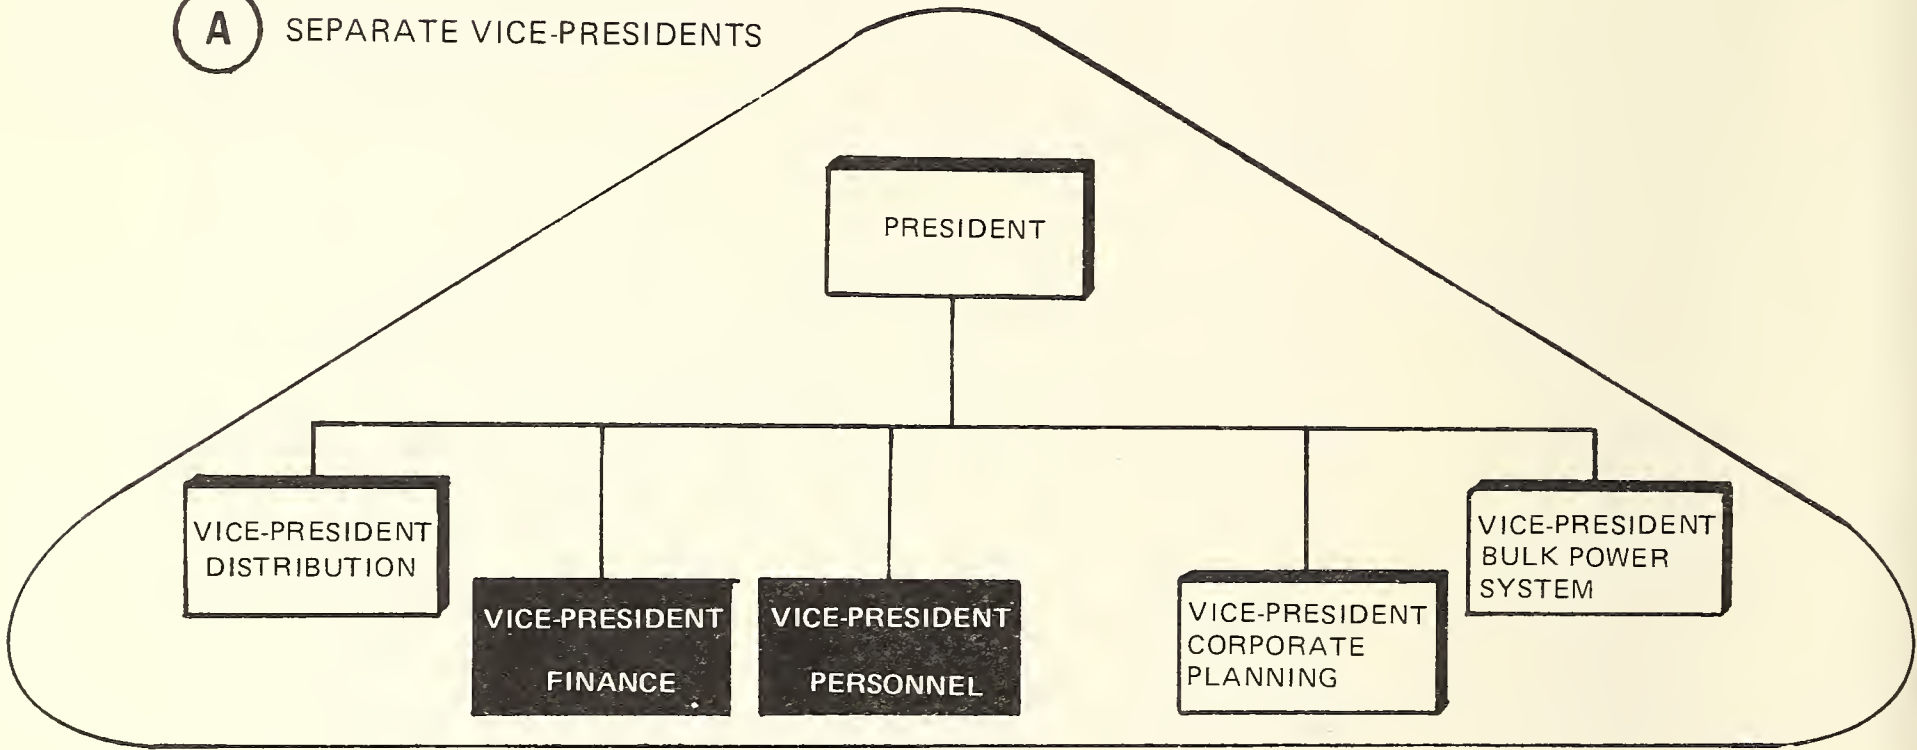 A SEPARATE VICE-PRESIDENTS
PRESIDENT
VICE-PRESIDENT
DISTRIBUTION
VICE-PRESIDENT
FINANCE
VICE-PRESIDENT
PERSONNEL
VICE-PRESIDENT
CORPORATE
PLANNING
VICE-PRESIDENT
BULK POWER
SYSTEM